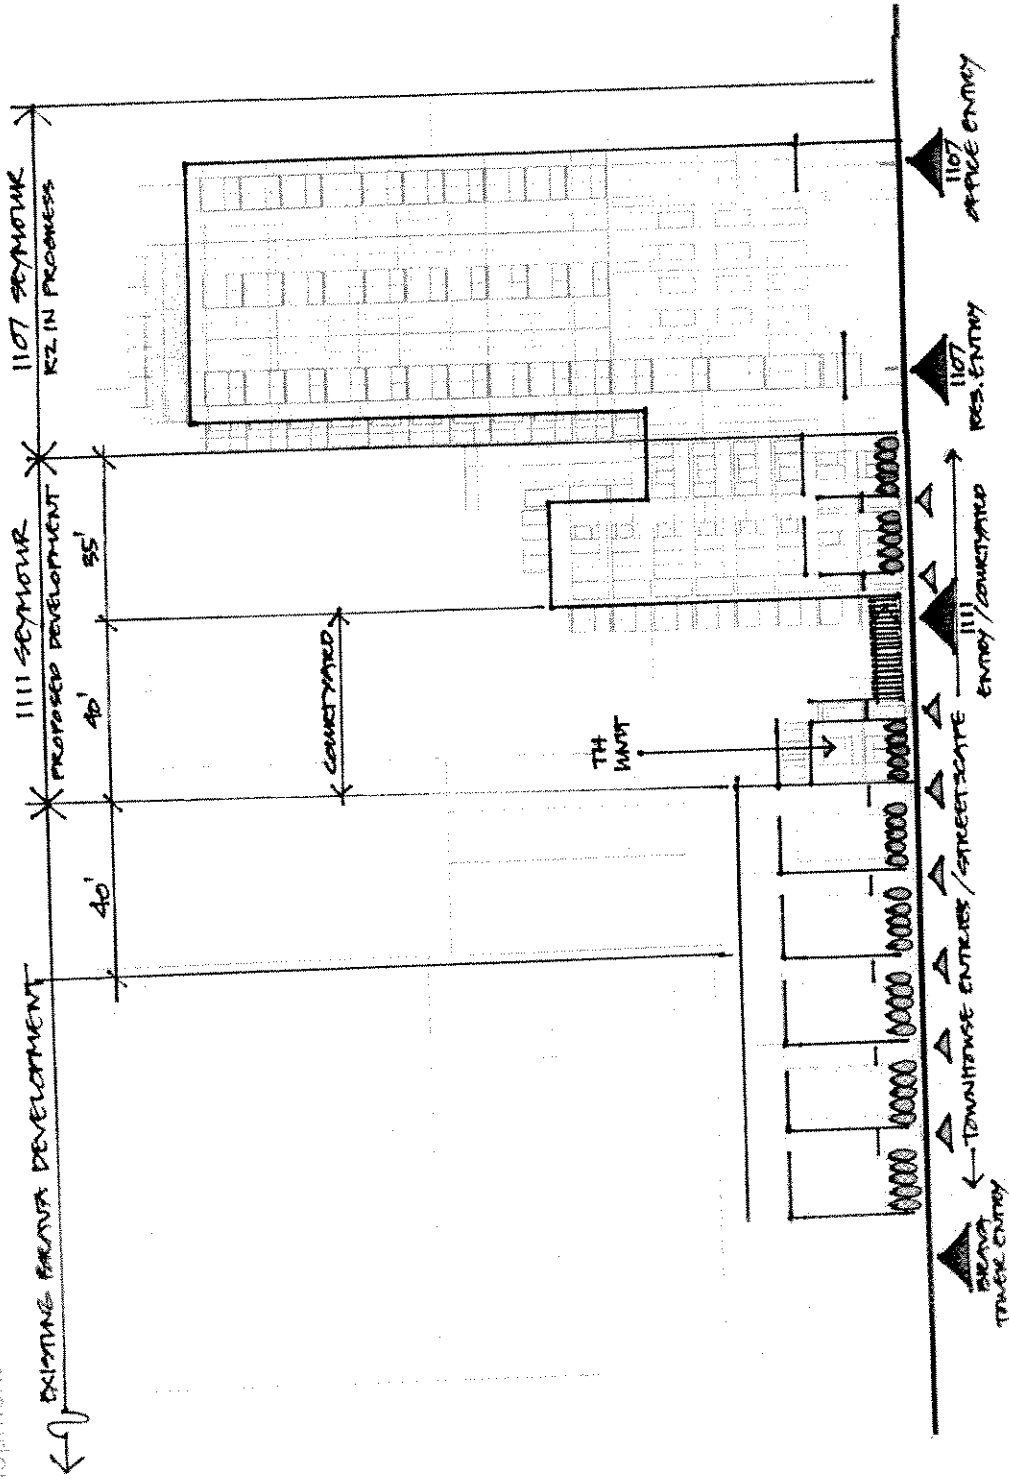 EXISTING BRAVA DEVELOPMENT
1111 SEYMOUR
PROPOSED DEVELOPMENT
1107 SEYMOUR
RZ IN PROGRESS
40'
40'
35'
COURTYARD
TH
UNIT
BRAVA
TOWER ENTRY
TOWNHOUSE ENTRIES / STREETSCAPE
1111
ENTRY / COURTYARD
1107
RES. ENTRY
1107
OFFICE ENTRY